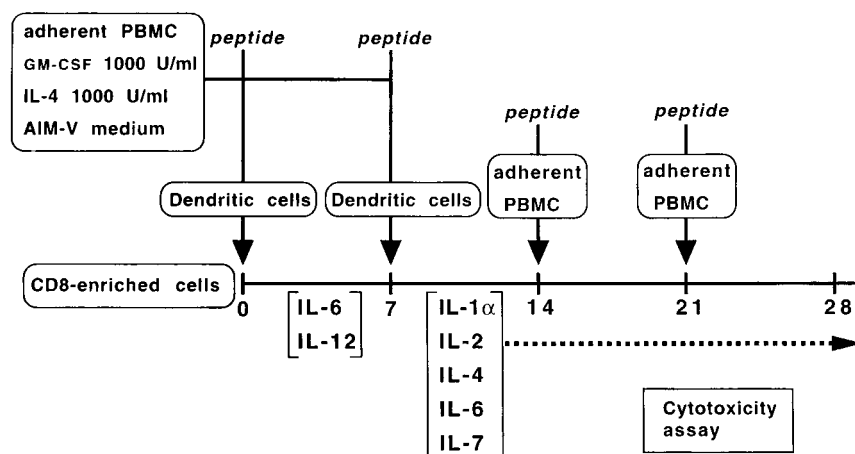 adherent PBMC
GM-CSF 1000 U/ml
IL-4 1000 U/ml
AIM-V medium
peptide
peptide
peptide
peptide
Dendritic cells
Dendritic cells
adherent
PBMC
adherent
PBMC
CD8-enriched cells
0
7
14
21
28
IL-6
IL-12
IL-1α
IL-2
IL-4
IL-6
IL-7
Cytotoxicity
assay